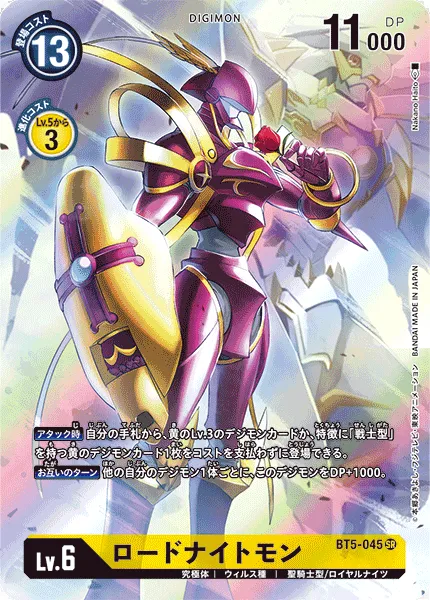 DIGIMON
登場コスト
13
DP
11000
進化コスト
Lv.5から
3
Nakano Haito
©本郷あきよし・フジテレビ・東映アニメーション BANDAI MADE IN JAPAN
アタック時 自分の手札から、黄のLv.3のデジモンカードか、特徴に「戦士型」
を持つ黄のデジモンカード1枚をコストを支払わずに登場できる。
お互いのターン 他の自分のデジモン1体ごとに、このデジモンをDP+1000。
BT5-045 SR
Lv.6
ロードナイトモン
究極体 | ウィルス種 | 聖騎士型/ロイヤルナイツ